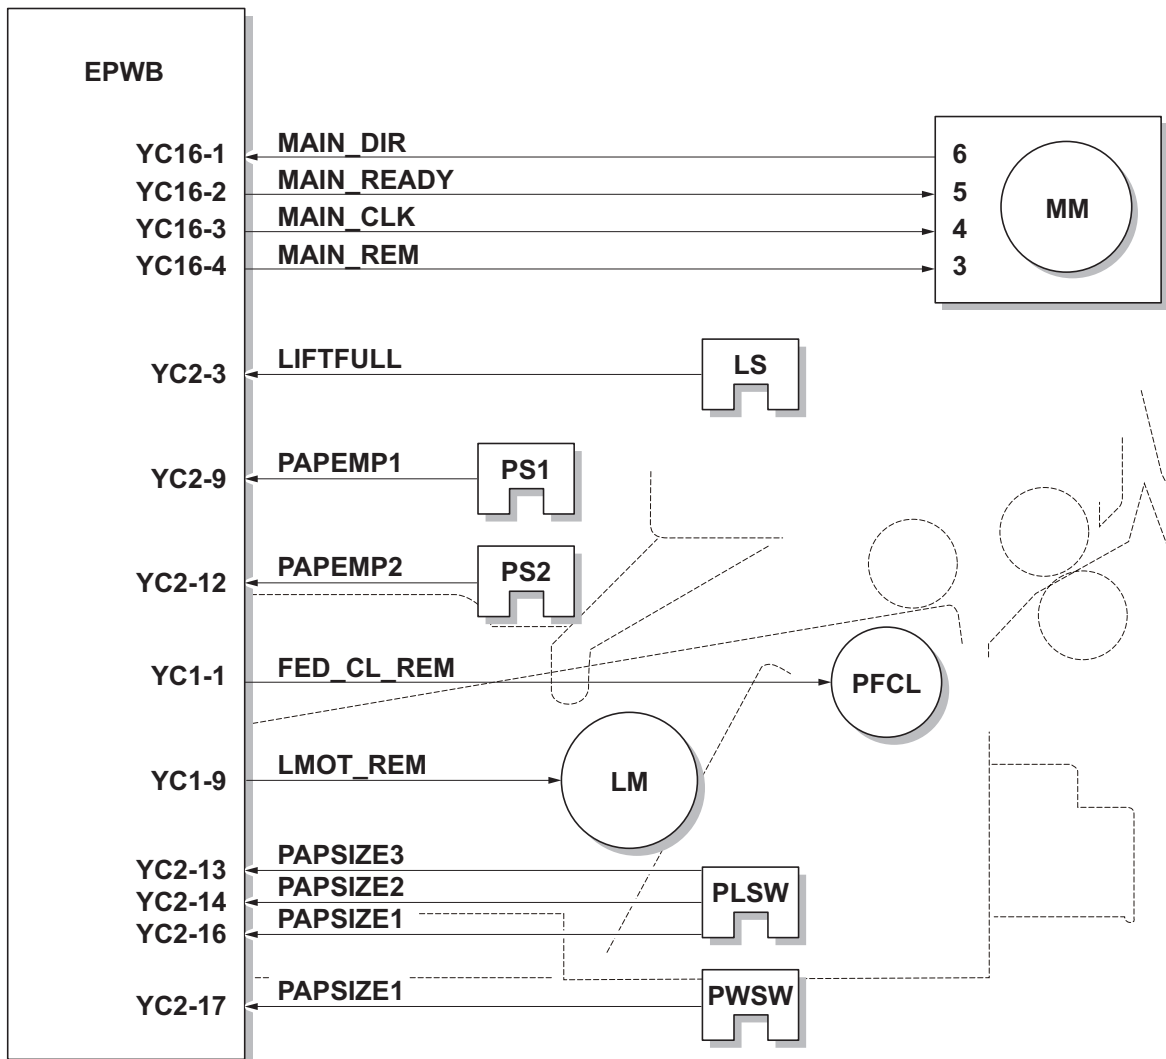 EPWB
YC16-1 MAIN_DIR 6
YC16-2 MAIN_READY 5
YC16-3 MAIN_CLK 4
YC16-4 MAIN_REM 3
MM
YC2-3 LIFTFULL LS
YC2-9 PAPEMP1 PS1
YC2-12 PAPEMP2 PS2
YC1-1 FED_CL_REM PFCL
YC1-9 LMOT_REM LM
YC2-13 PAPSIZE3
YC2-14 PAPSIZE2 PLSW
YC2-16 PAPSIZE1
YC2-17 PAPSIZE1 PWSW